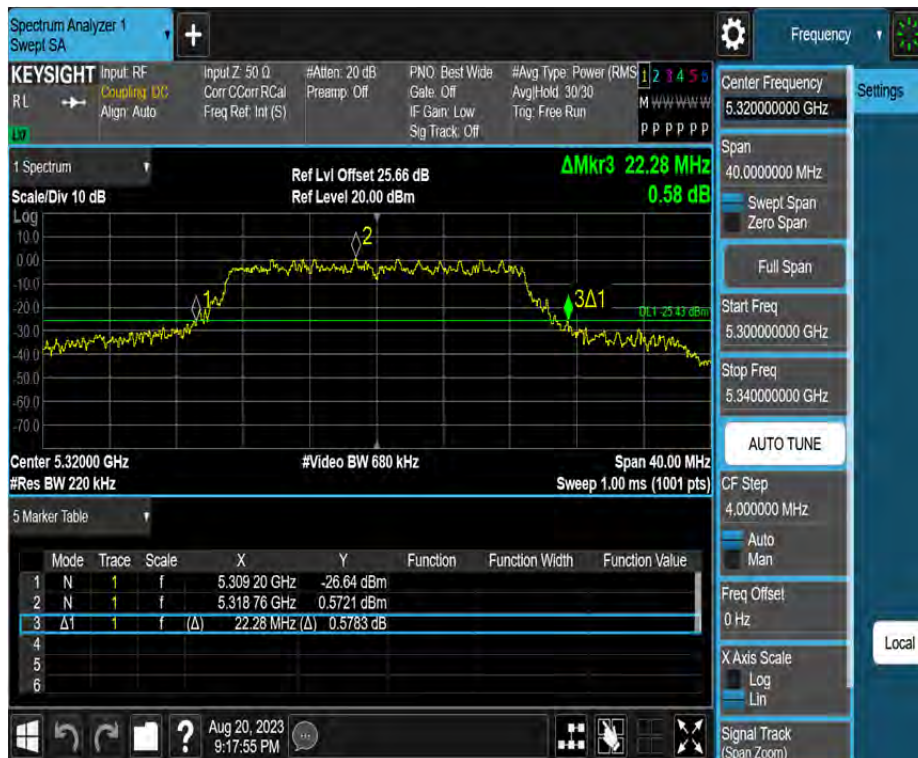 Spectrum Analyzer 1
Swept SA
+
Frequency
KEYSIGHT Input: RF Input Z: 50 Ω #Atten: 20 dB PNO: Best Wide #Avg Type: Power (RMS 1 2 3 4 5 6
RL Coupling: DC Corr CCorr RCal Preamp: Off Gate: Off Avg|Hold: 30/30 M W W W W W
Align: Auto Freq Ref: Int (S) IF Gain: Low Trig: Free Run
LXI Sig Track: Off P P P P P P
1 Spectrum
Scale/Div 10 dB
Ref Lvl Offset 25.66 dB
Ref Level 20.00 dBm
ΔMkr3 22.28 MHz
0.58 dB
Log
10.0
0.00
-10.0
-20.0
-30.0
-40.0
-50.0
-60.0
-70.0
1
2
3Δ1
DL1 -25.43 dBm
Center 5.32000 GHz #Video BW 680 kHz Span 40.00 MHz
#Res BW 220 kHz Sweep 1.00 ms (1001 pts)
5 Marker Table
Mode Trace Scale X Y Function Function Width Function Value
1 N 1 f 5.309 20 GHz -26.64 dBm
2 N 1 f 5.318 76 GHz 0.5721 dBm
3 Δ1 1 f (Δ) 22.28 MHz (Δ) 0.5783 dB
4
5
6
?
Aug 20, 2023
9:17:55 PM
Center Frequency
5.320000000 GHz
Span
40.0000000 MHz
Swept Span
Zero Span
Full Span
Start Freq
5.300000000 GHz
Stop Freq
5.340000000 GHz
AUTO TUNE
CF Step
4.000000 MHz
Auto
Man
Freq Offset
0 Hz
X Axis Scale
Log
Lin
Signal Track
(Span Zoom)
Settings
Local